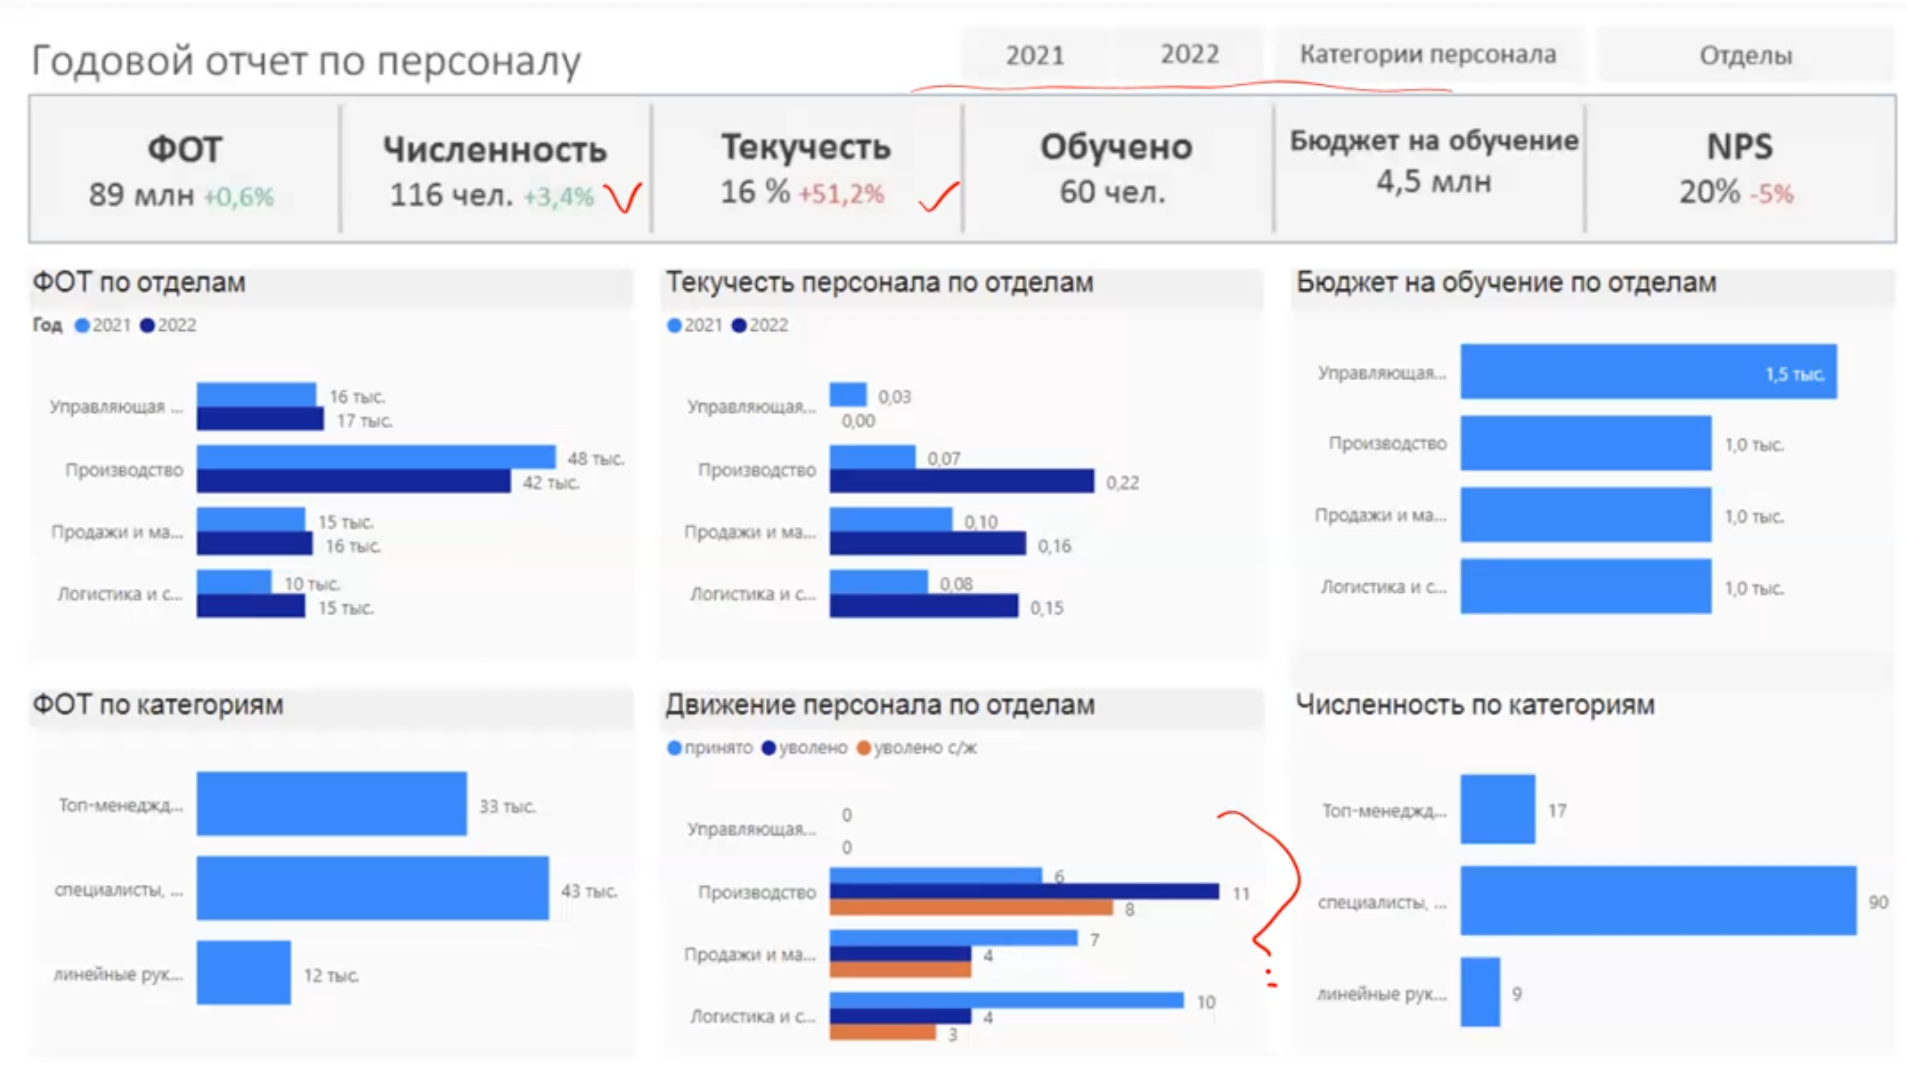 Годовой отчет по персоналу
2021
2022
Категории персонала
Отделы
ФОТ
89 млн +0,6%
Численность
116 чел. +3,4%
Текучесть
16 % +51,2%
Обучено
60 чел.
Бюджет на обучение
4,5 млн
NPS
20% -5%
ФОТ по отделам
Год 2021 2022
Управляющая ...
16 тыс.
17 тыс.
Производство
48 тыс.
42 тыс.
Продажи и ма...
15 тыс.
16 тыс.
Логистика и с...
10 тыс.
15 тыс.
Текучесть персонала по отделам
2021 2022
Управляющая...
0,03
0,00
Производство
0,07
0,22
Продажи и ма...
0,10
0,16
Логистика и с...
0,08
0,15
Бюджет на обучение по отделам
Управляющая...
1,5 тыс.
Производство
1,0 тыс.
Продажи и ма...
1,0 тыс.
Логистика и с...
1,0 тыс.
ФОТ по категориям
Топ-менеджд...
33 тыс.
специалисты, ...
43 тыс.
линейные рук...
12 тыс.
Движение персонала по отделам
принято уволено уволено с/ж
Управляющая...
0
0
Производство
6
11
8
Продажи и ма...
7
4
Логистика и с...
10
4
3
Численность по категориям
Топ-менеджд...
17
специалисты, ...
90
линейные рук...
9